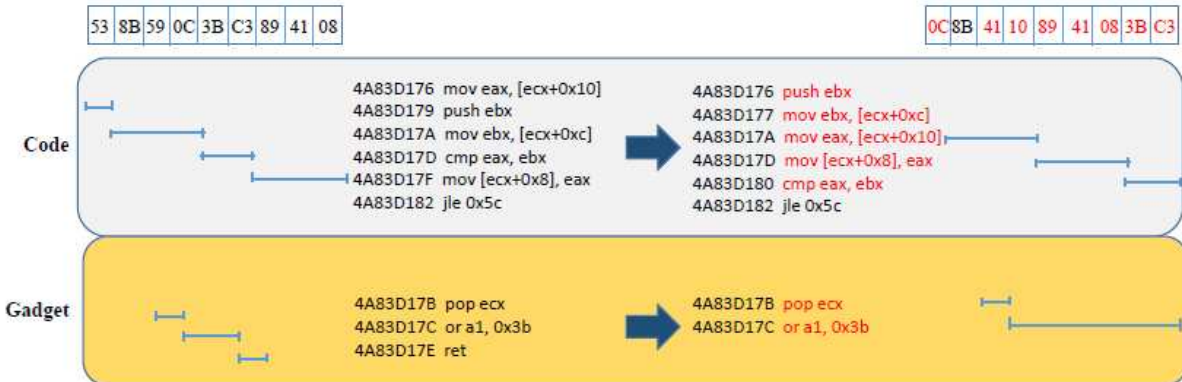 53 8B 59 0C 3B C3 89 41 08
0C 8B 41 10 89 41 08 3B C3
Code
4A83D176 mov eax, [ecx+0x10]
4A83D179 push ebx
4A83D17A mov ebx, [ecx+0xc]
4A83D17D cmp eax, ebx
4A83D17F mov [ecx+0x8], eax
4A83D182 jle 0x5c
4A83D176 push ebx
4A83D177 mov ebx, [ecx+0xc]
4A83D17A mov eax, [ecx+0x10]
4A83D17D mov [ecx+0x8], eax
4A83D180 cmp eax, ebx
4A83D182 jle 0x5c
Gadget
4A83D17B pop ecx
4A83D17C or a1, 0x3b
4A83D17E ret
4A83D17B pop ecx
4A83D17C or a1, 0x3b